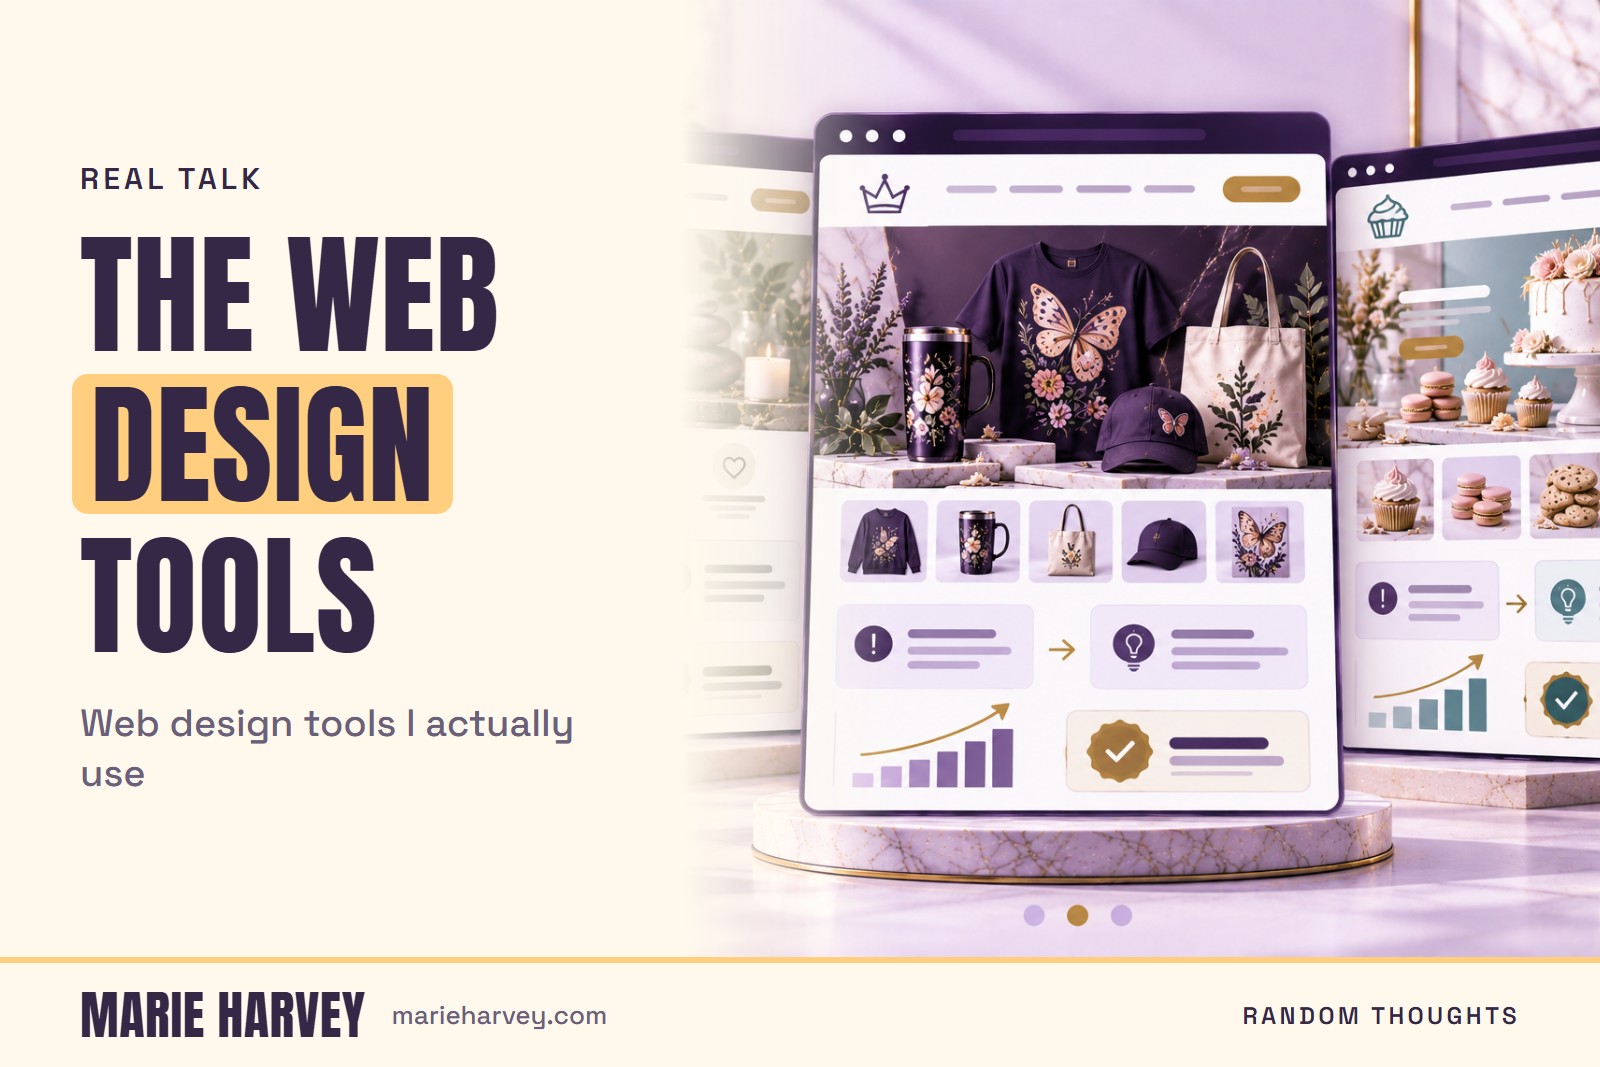 REAL TALK
THE WEB
DESIGN
TOOLS
Web design tools I actually
use
MARIE HARVEY
marieharvey.com
RANDOM THOUGHTS